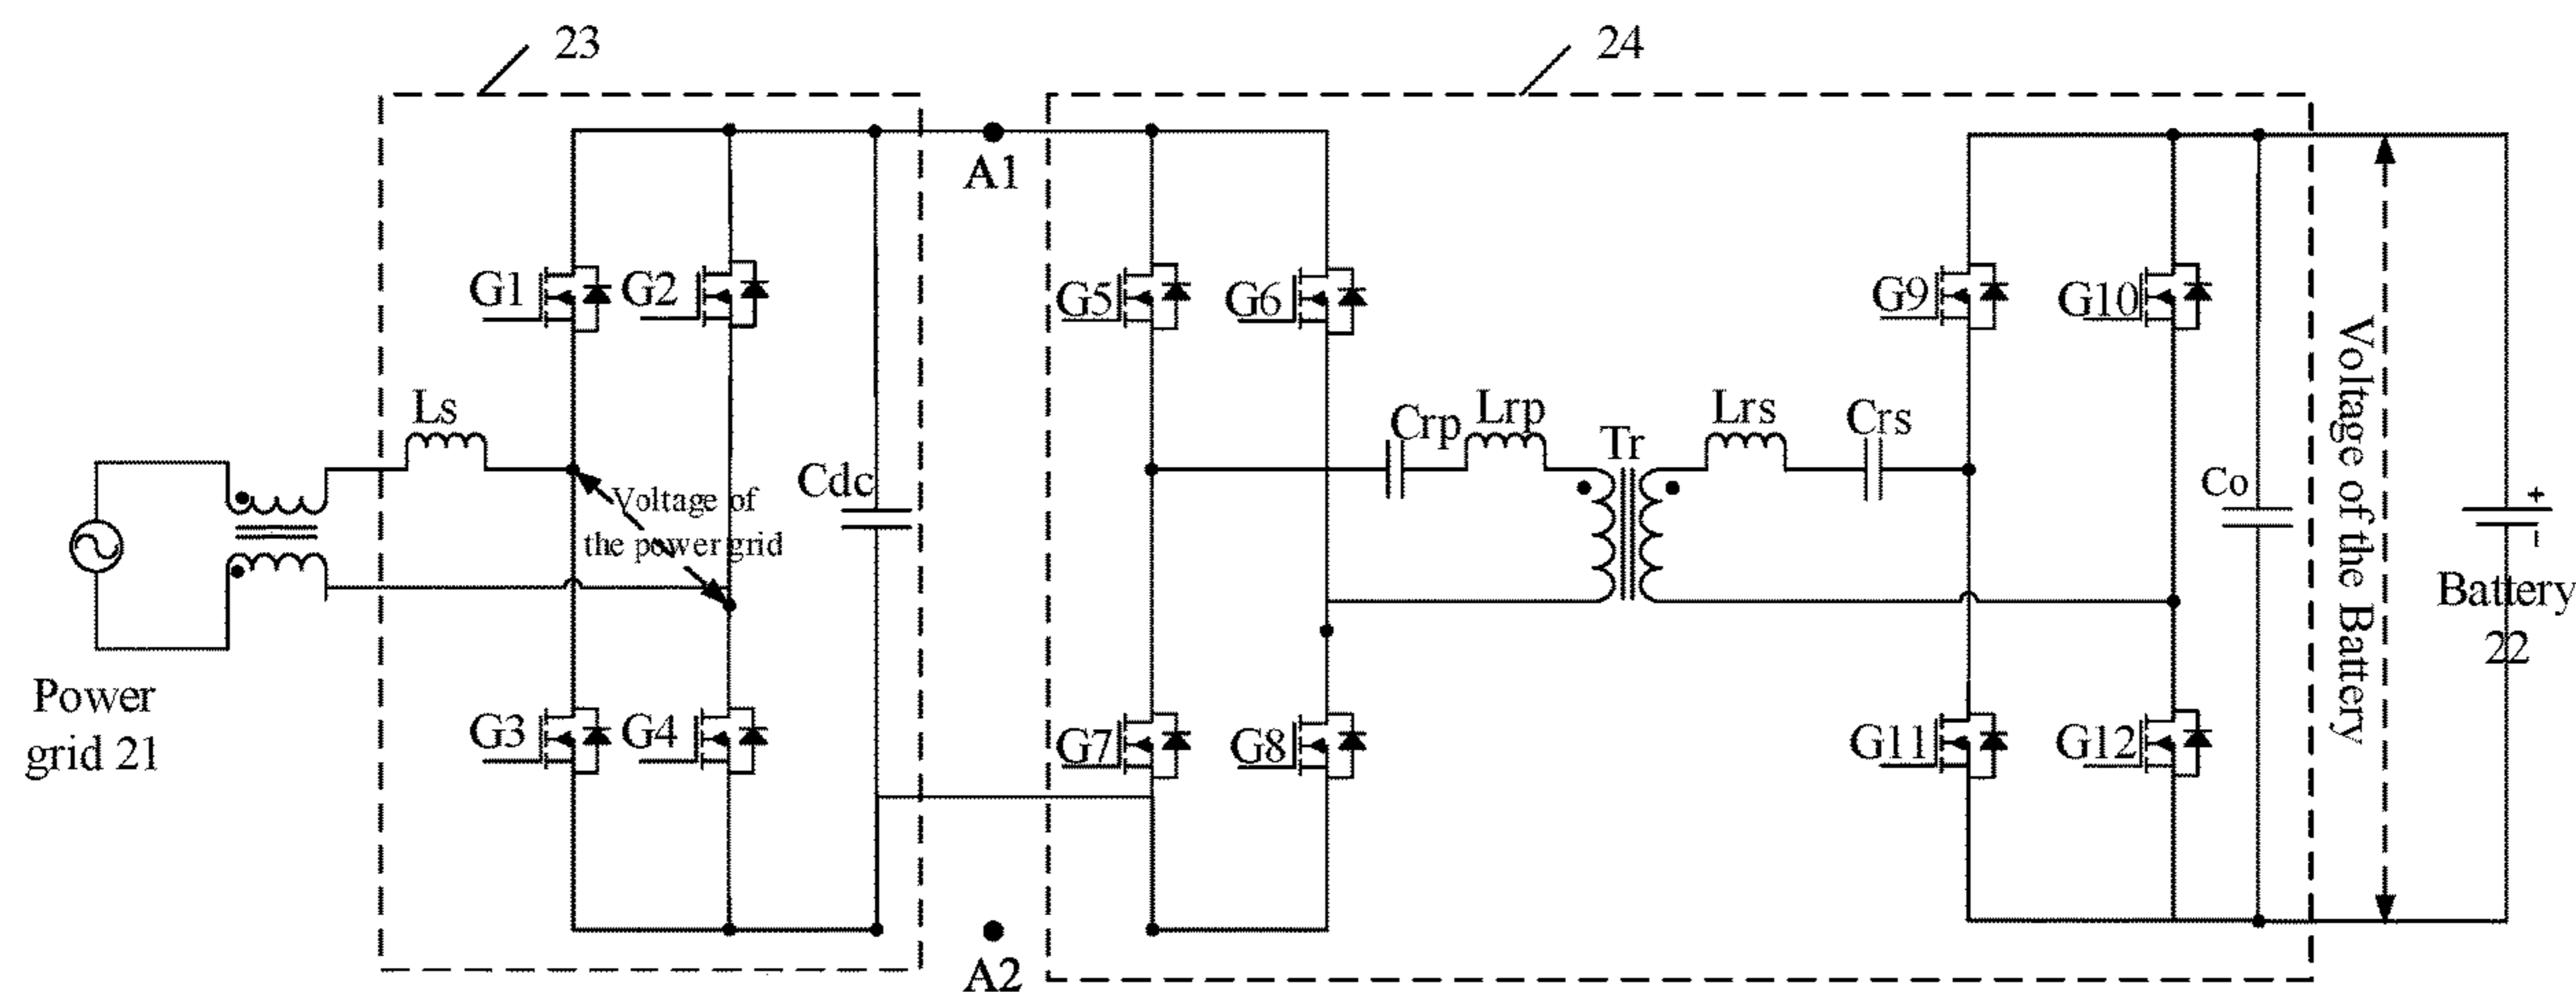 23
24
A1
G1
G2
G5
G6
G9
G10
Ls
Crp
Lrp
Tr
Lrs
Crs
Cdc
Voltage of
the power grid
Co
+
-
Voltage of the Battery
Battery
22
Power
grid 21
G3
G4
G7
G8
G11
G12
A2